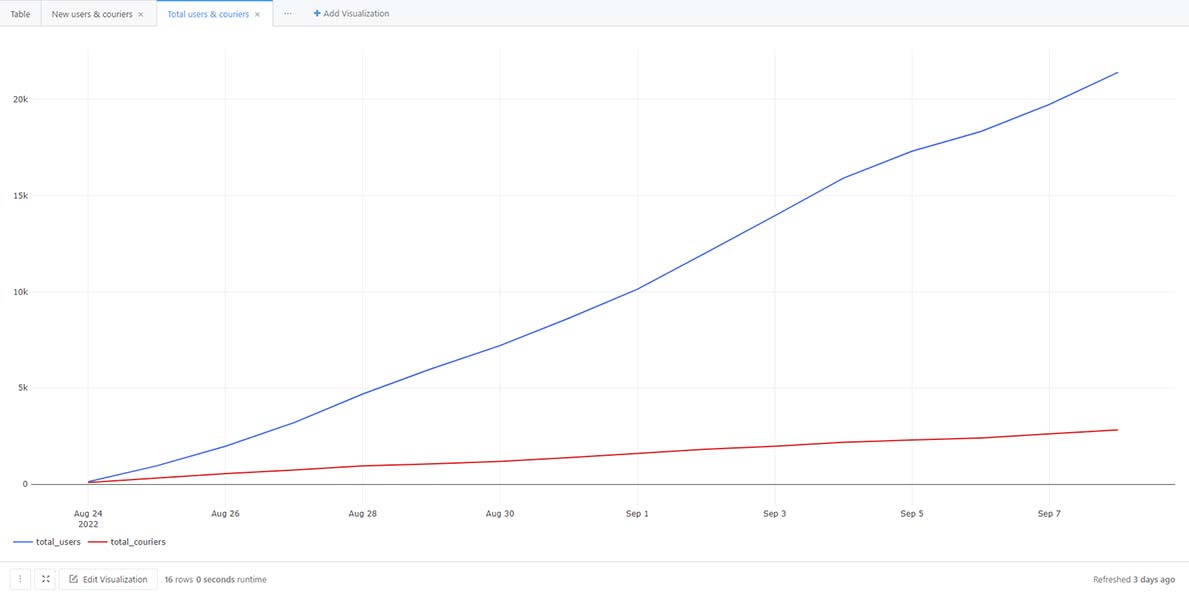 Table New users & couriers × Total users & couriers × ··· + Add Visualization
20k
15k
10k
5k
0
Aug 24 Aug 26 Aug 28 Aug 30 Sep 1 Sep 3 Sep 5 Sep 7
2022
total_users total_couriers
Edit Visualization 16 rows 0 seconds runtime Refreshed 3 days ago